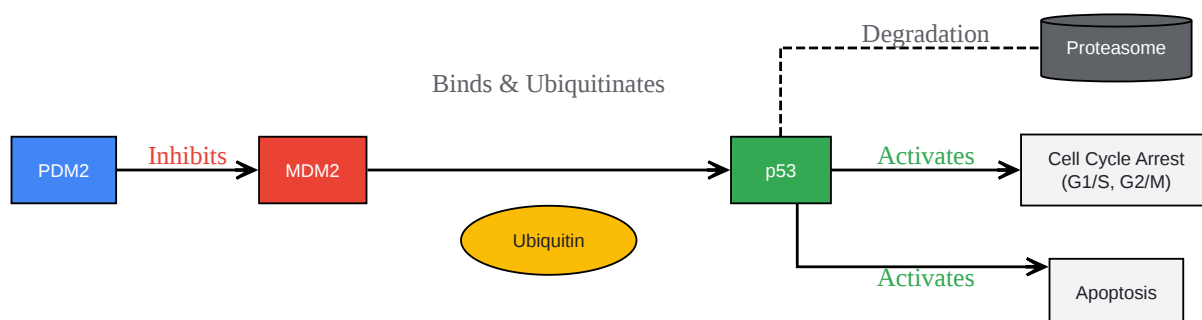 Degradation
Proteasome
Binds & Ubiquitinates
PDM2
Inhibits
MDM2
p53
Activates
Cell Cycle Arrest
(G1/S, G2/M)
Ubiquitin
Activates
Apoptosis